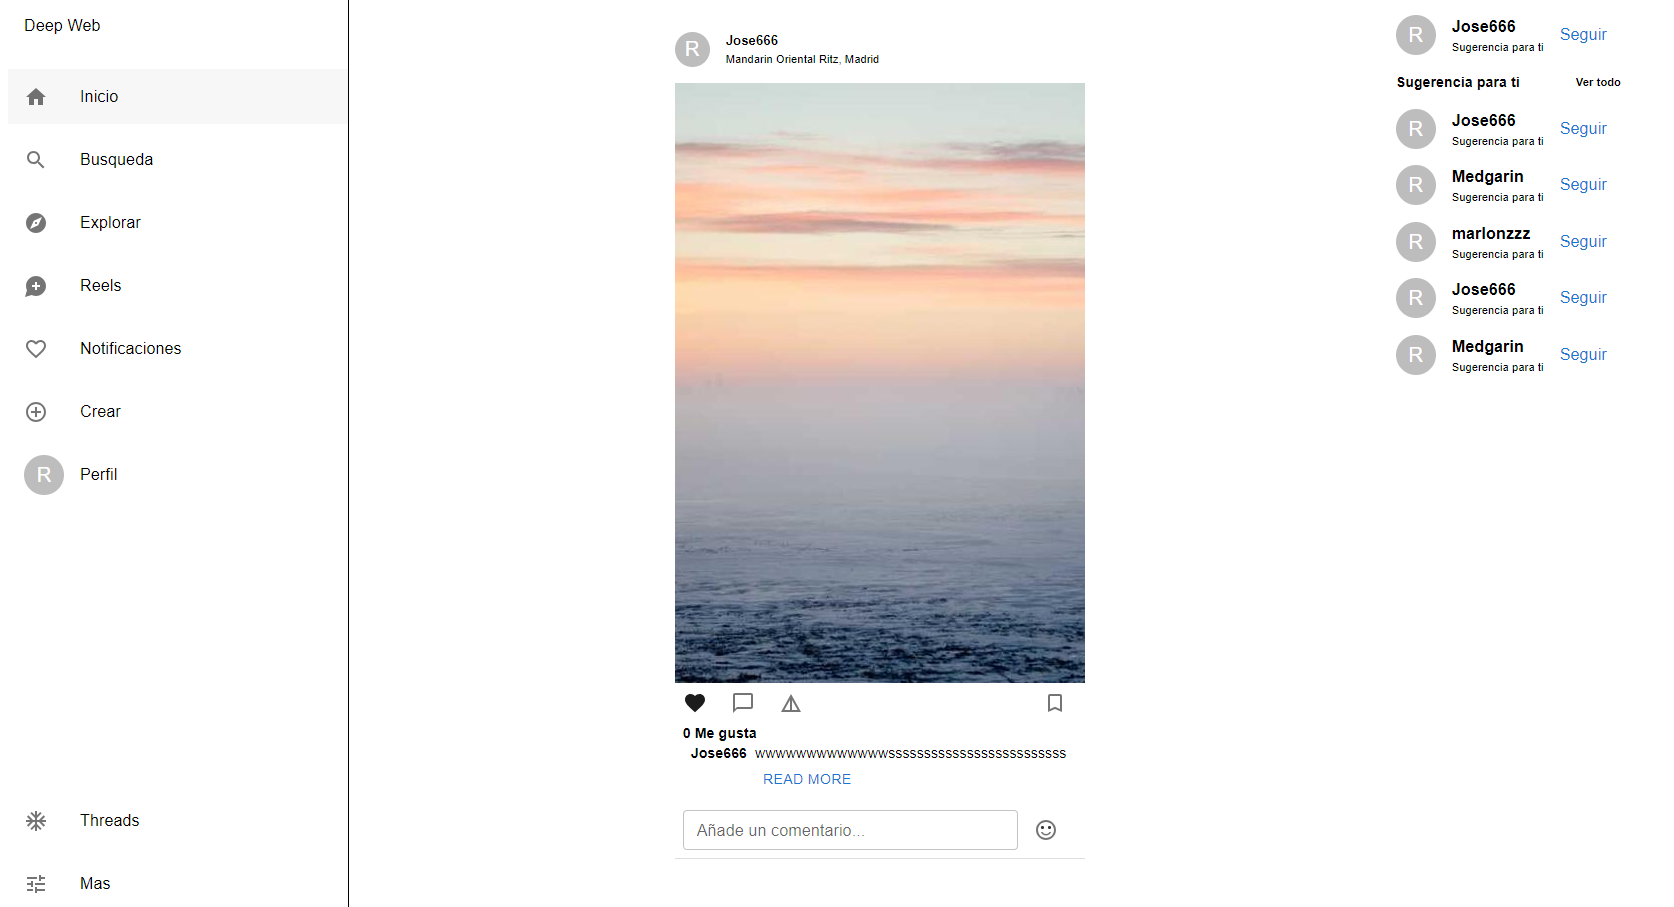 Deep Web
Inicio
Busqueda
Explorar
Reels
Notificaciones
Crear
R Perfil
Threads
Mas
R Jose666
Mandarin Oriental Ritz, Madrid
0 Me gusta
Jose666 wwwwwwwwwwwwwsssssssssssssssssssssssss
READ MORE
Añade un comentario...
R Jose666 Seguir
Sugerencia para ti
Sugerencia para ti Ver todo
R Jose666 Seguir
Sugerencia para ti
R Medgarin Seguir
Sugerencia para ti
R marlonzzz Seguir
Sugerencia para ti
R Jose666 Seguir
Sugerencia para ti
R Medgarin Seguir
Sugerencia para ti